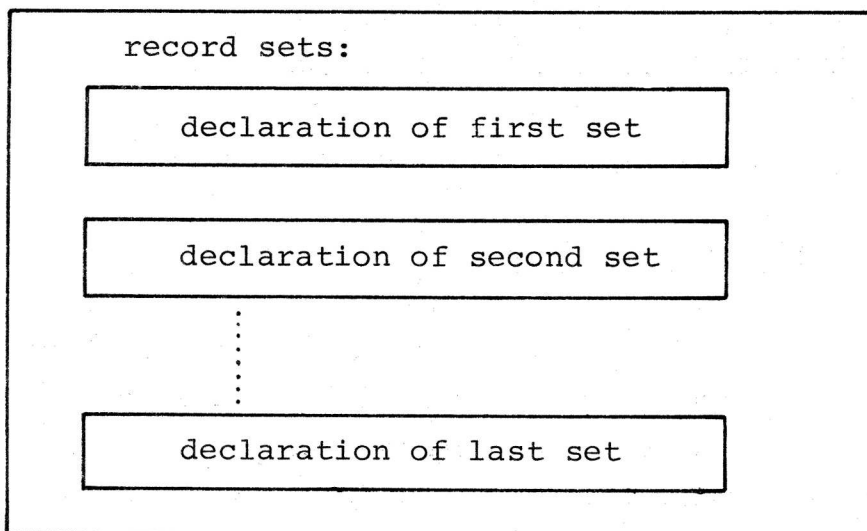 record sets:
declaration of first set
declaration of second set
declaration of last set